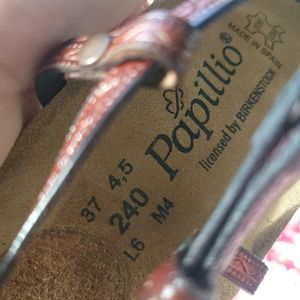 MADE IN SPAIN
Papillio®
licensed by BIRKENSTOCK
37 4,5
240
L6 M4